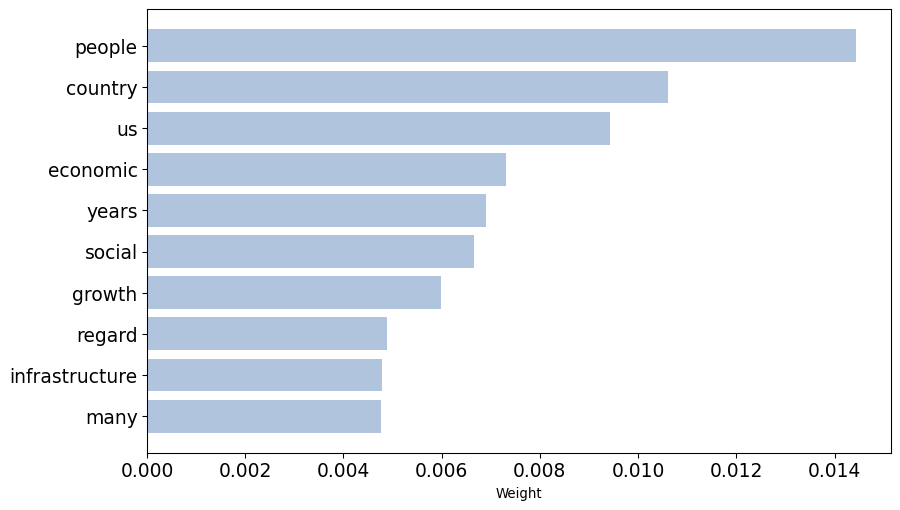 people
country
us
economic
years
social
growth
regard
infrastructure
many
0.000 0.002 0.004 0.006 0.008 0.010 0.012 0.014
Weight